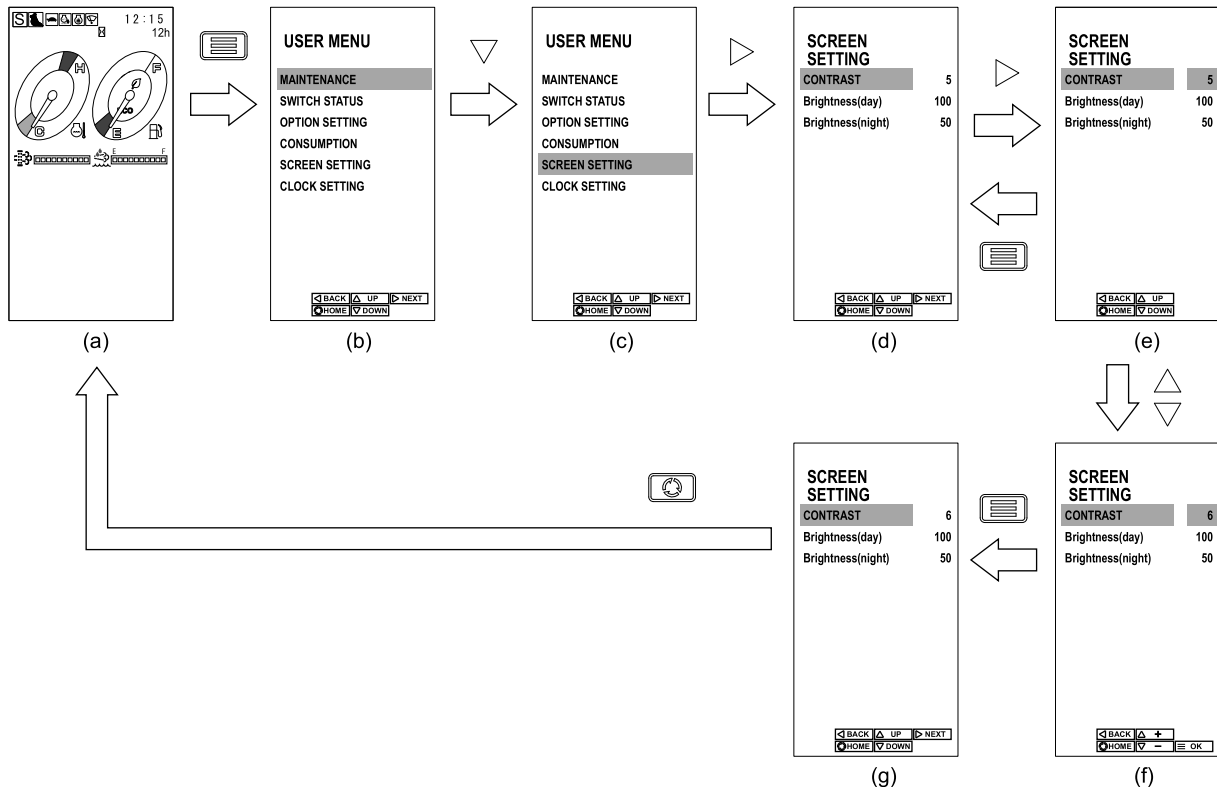 S 12:15
12h
H F
eco
C E
E F
(a)
USER MENU
MAINTENANCE
SWITCH STATUS
OPTION SETTING
CONSUMPTION
SCREEN SETTING
CLOCK SETTING
BACK UP NEXT
HOME DOWN
(b)
USER MENU
MAINTENANCE
SWITCH STATUS
OPTION SETTING
CONSUMPTION
SCREEN SETTING
CLOCK SETTING
BACK UP NEXT
HOME DOWN
(c)
SCREEN
SETTING
CONTRAST 5
Brightness(day) 100
Brightness(night) 50
BACK UP NEXT
HOME DOWN
(d)
SCREEN
SETTING
CONTRAST 5
Brightness(day) 100
Brightness(night) 50
BACK UP
HOME DOWN
(e)
SCREEN
SETTING
CONTRAST 6
Brightness(day) 100
Brightness(night) 50
BACK UP NEXT
HOME DOWN
(g)
SCREEN
SETTING
CONTRAST 6
Brightness(day) 100
Brightness(night) 50
BACK +
HOME − OK
(f)